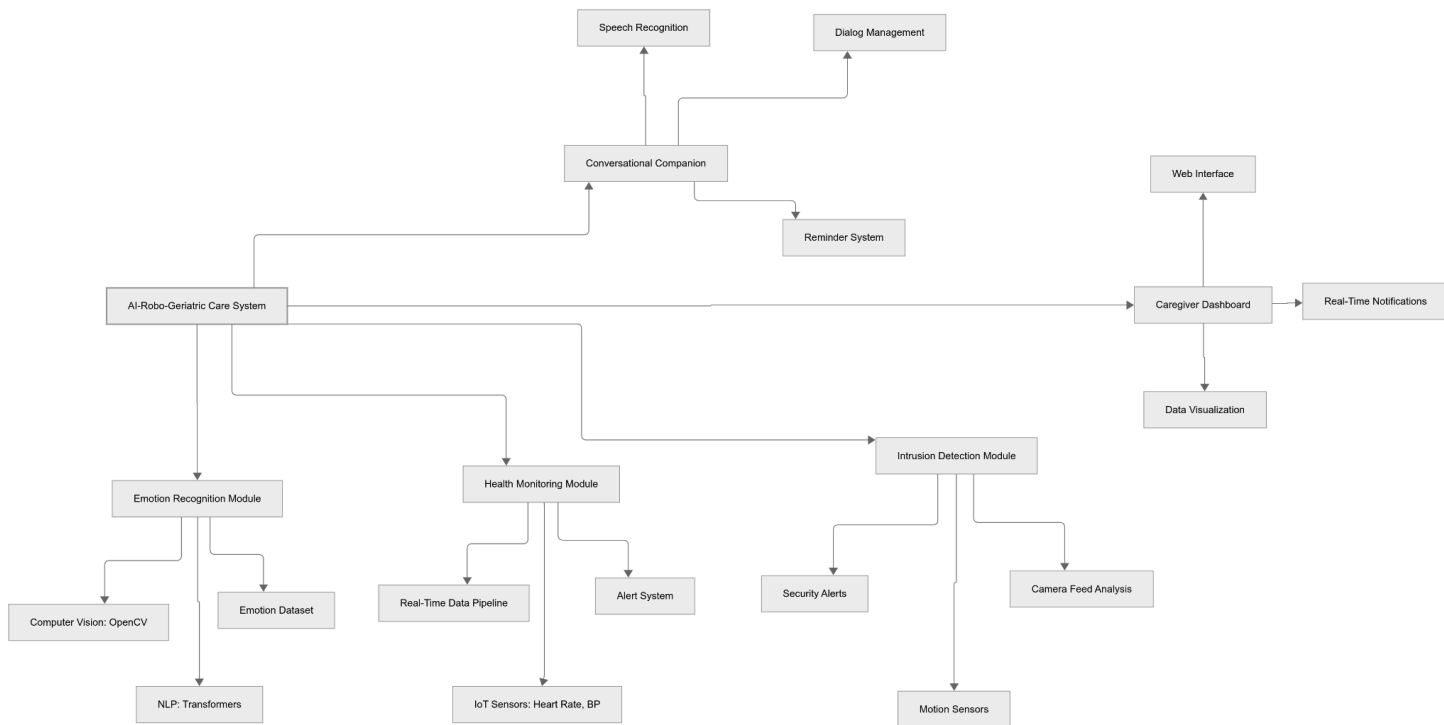 Speech Recognition
Dialog Management
Conversational Companion
Web Interface
Reminder System
AI-Robo-Geriatric Care System
Caregiver Dashboard
Real-Time Notifications
Data Visualization
Intrusion Detection Module
Health Monitoring Module
Emotion Recognition Module
Security Alerts
Camera Feed Analysis
Real-Time Data Pipeline
Alert System
Emotion Dataset
Computer Vision: OpenCV
NLP: Transformers
IoT Sensors: Heart Rate, BP
Motion Sensors